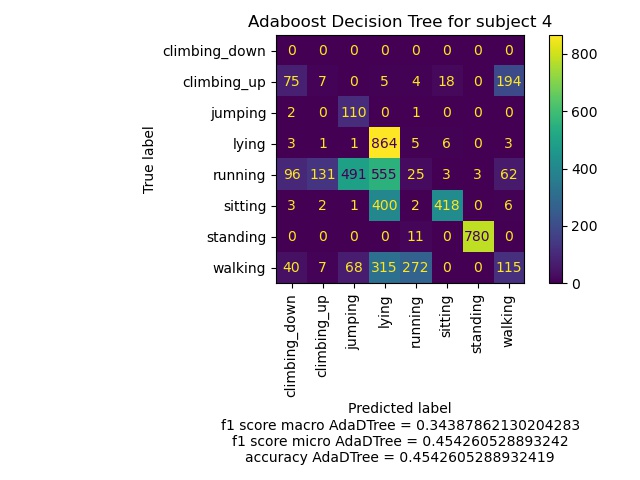 Adaboost Decision Tree for subject 4
climbing_down 0 0 0 0 0 0 0 0
climbing_up 75 7 0 5 4 18 0 194
jumping 2 0 110 0 1 0 0 0
lying 3 1 1 864 5 6 0 3
running 96 131 491 555 25 3 3 62
sitting 3 2 1 400 2 418 0 6
standing 0 0 0 0 11 0 780 0
walking 40 7 68 315 272 0 0 115
True label
climbing_down climbing_up jumping lying running sitting standing walking
Predicted label
800
600
400
200
0
f1 score macro AdaDTree = 0.34387862130204283
f1 score micro AdaDTree = 0.454260528893242
accuracy AdaDTree = 0.4542605288932419